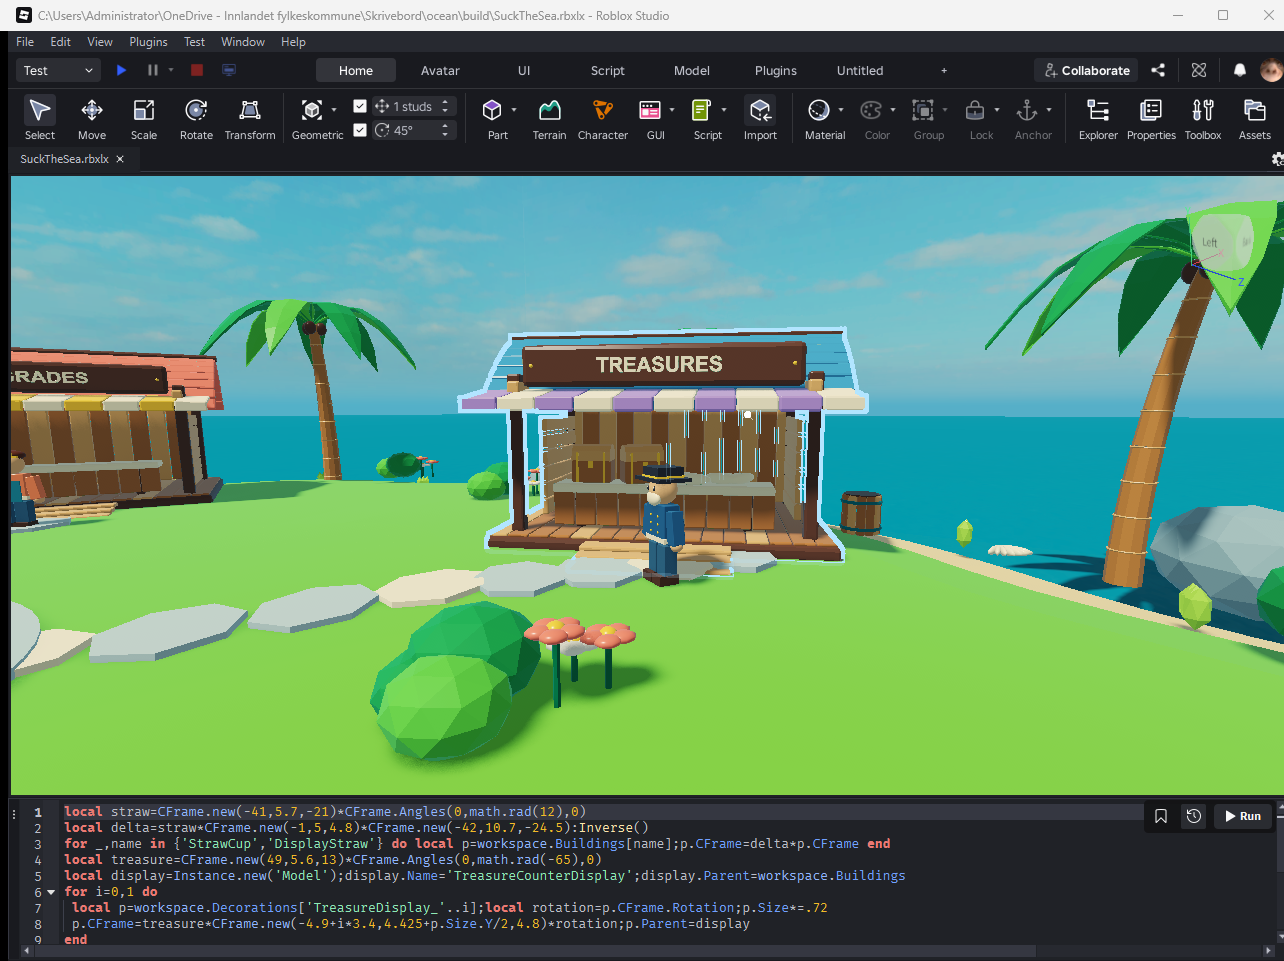 C:\Users\Administrator\OneDrive - Innlandet fylkeskommune\Skrivebord\ocean\build\SuckTheSea.rbxlx - Roblox Studio
File Edit View Plugins Test Window Help
Test Home Avatar UI Script Model Plugins Untitled + Collaborate
1 studs
45°
Select Move Scale Rotate Transform Geometric Part Terrain Character GUI Script Import Material Color Group Lock Anchor Explorer Properties Toolbox Assets
SuckTheSea.rbxlx
Left
Z
TREASURES
GRADES
1 local straw=CFrame.new(-41,5.7,-21)*CFrame.Angles(0,math.rad(12),0)
2 local delta=straw*CFrame.new(-1,5,4.8)*CFrame.new(-42,10.7,-24.5):Inverse()
3 for _,name in {'StrawCup','DisplayStraw'} do local p=workspace.Buildings[name];p.CFrame=delta*p.CFrame end
4 local treasure=CFrame.new(49,5.6,13)*CFrame.Angles(0,math.rad(-65),0)
5 local display=Instance.new('Model');display.Name='TreasureCounterDisplay';display.Parent=workspace.Buildings
6 for i=0,1 do
7 local p=workspace.Decorations['TreasureDisplay_'..i];local rotation=p.CFrame.Rotation;p.Size*=.72
8 p.CFrame=treasure*CFrame.new(-4.9+i*3.4,4.425+p.Size.Y/2,4.8)*rotation;p.Parent=display
9 end
Run